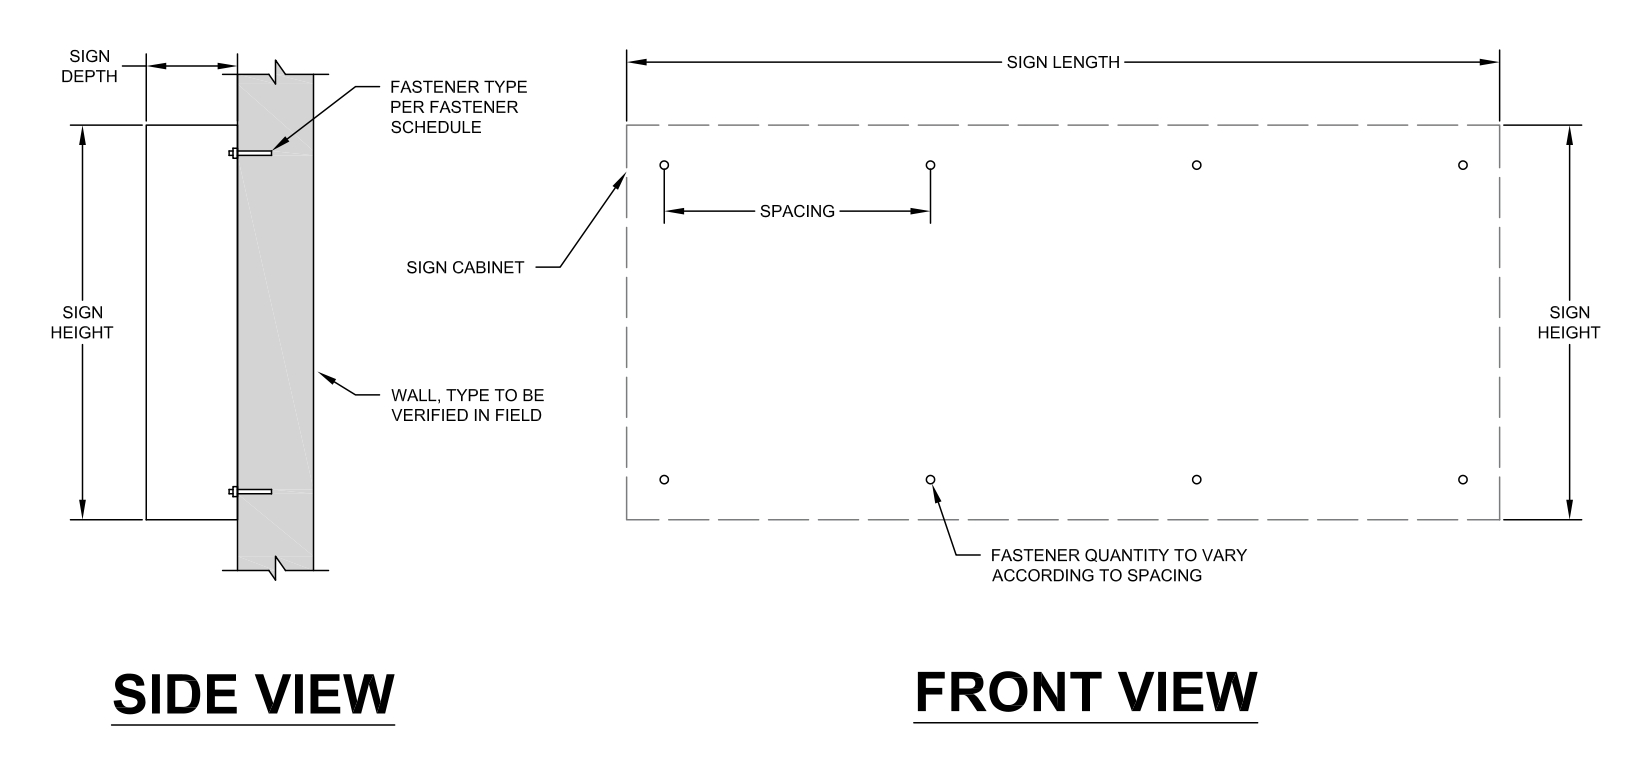 SIGN
DEPTH
FASTENER TYPE
PER FASTENER
SCHEDULE
SIGN
HEIGHT
WALL, TYPE TO BE
VERIFIED IN FIELD
SIDE VIEW
SIGN LENGTH
SPACING
SIGN CABINET
SIGN
HEIGHT
FASTENER QUANTITY TO VARY
ACCORDING TO SPACING
FRONT VIEW